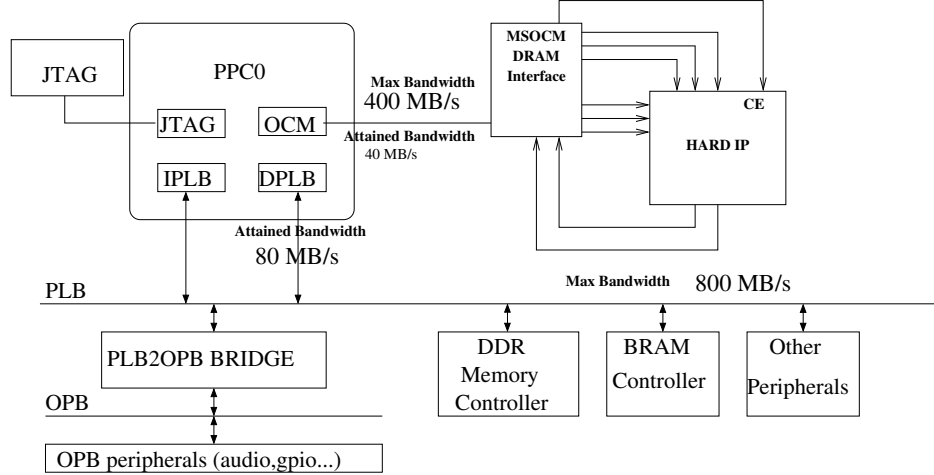 JTAG
PPC0
JTAG
OCM
IPLB
DPLB
Max Bandwidth
400 MB/s
Attained Bandwidth
40 MB/s
MSOCM
DRAM
Interface
CE
HARD IP
Attained Bandwidth
80 MB/s
PLB
Max Bandwidth 800 MB/s
PLB2OPB BRIDGE
DDR
Memory
Controller
BRAM
Controller
Other
Peripherals
OPB
OPB peripherals (audio,gpio...)